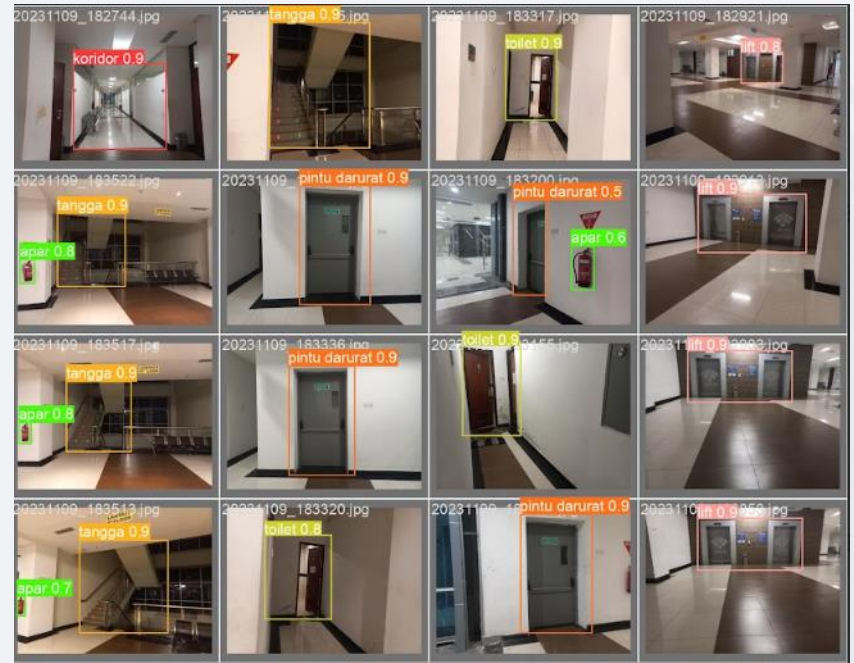 20231109_182744.jpg
koridor 0.9
tangga 0.9
20231109_183317.jpg
toilet 0.9
20231109_182921.jpg
lift 0.8
20231109_183522.jpg
tangga 0.9
apar 0.8
pintu darurat 0.9
20231109_183200.jpg
pintu darurat 0.5
apar 0.6
lift 0.9
20231109_183517.jpg
tangga 0.9
apar 0.8
20231109_183336.jpg
pintu darurat 0.9
toilet 0.9
lift 0.9
20231109_183513.jpg
tangga 0.9
apar 0.7
20231109_183320.jpg
toilet 0.8
pintu darurat 0.9
lift 0.9